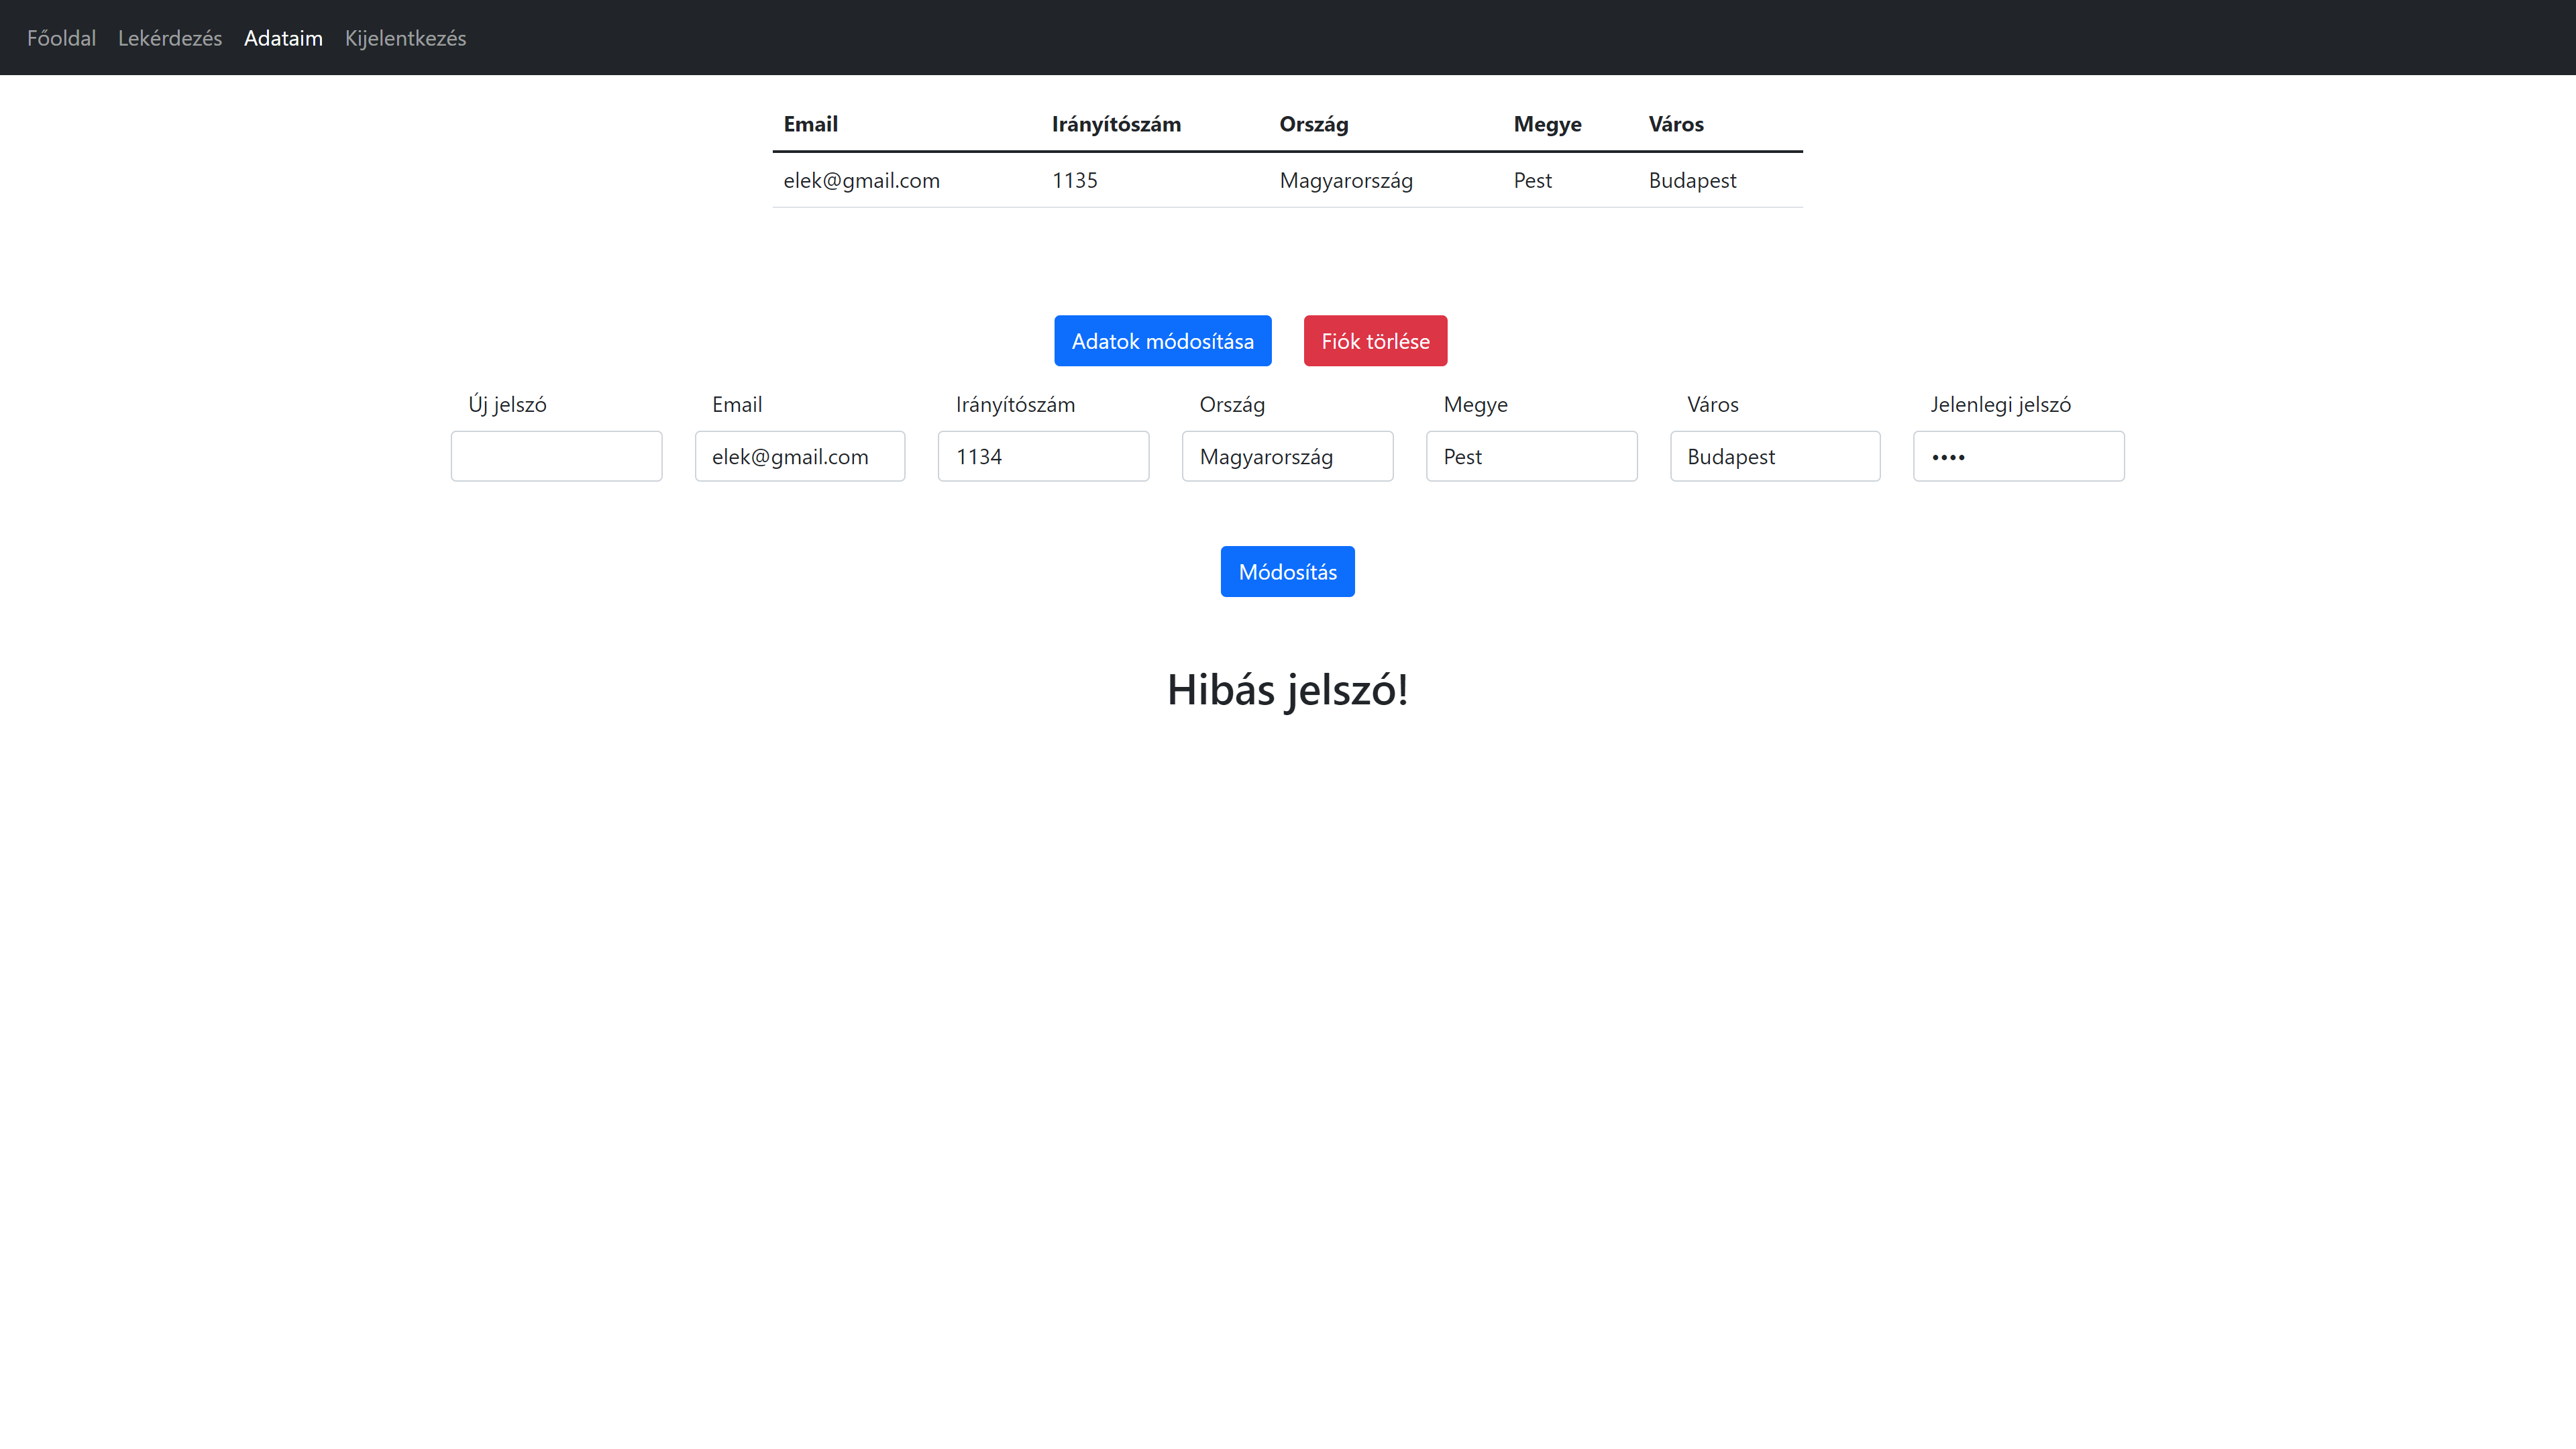 Főoldal Lekérdezés Adataim Kijelentkezés
Email Irányítószám Ország Megye Város
elek@gmail.com 1135 Magyarország Pest Budapest
Adatok módosítása Fiók törlése
Új jelszó Email Irányítószám Ország Megye Város Jelenlegi jelszó
elek@gmail.com 1134 Magyarország Pest Budapest ••••
Módosítás
Hibás jelszó!